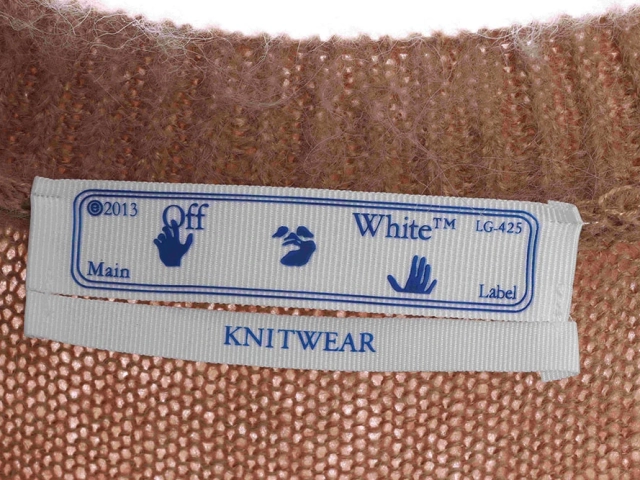 ©2013 Off White™ LG-425
Main Label
KNITWEAR